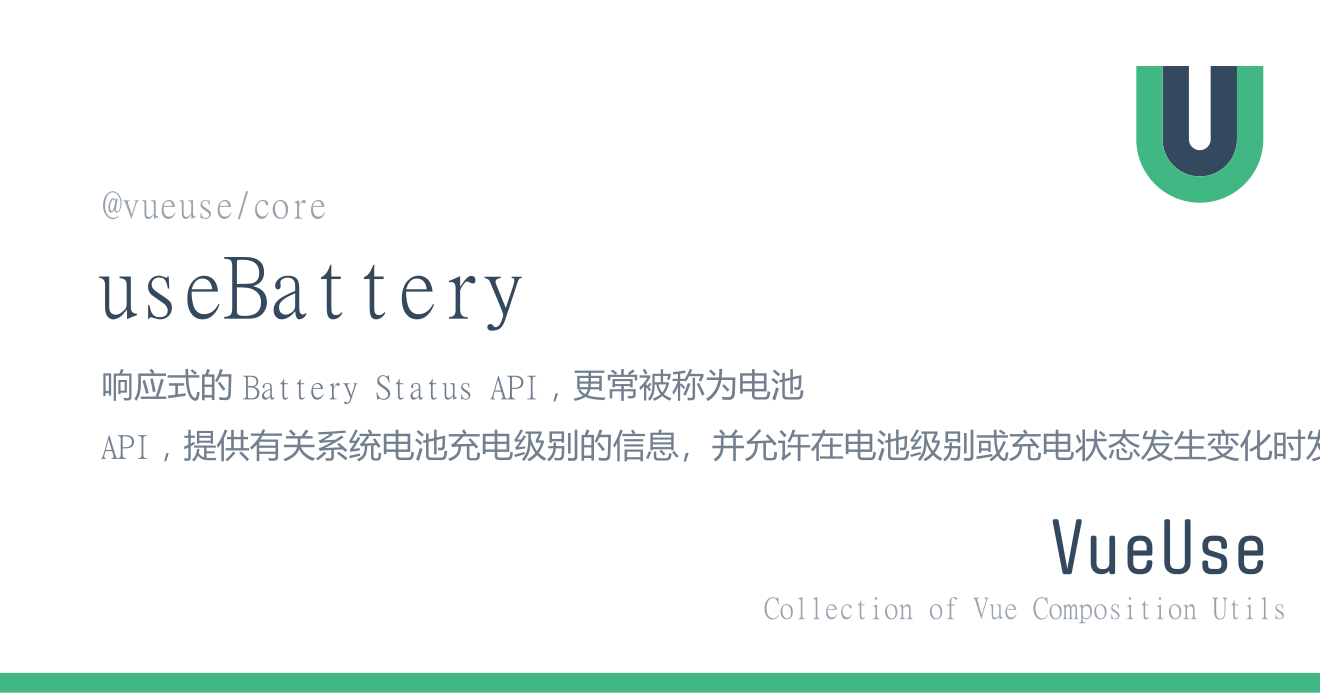 @vueuse/core
useBattery
响应式的 Battery Status API，更常被称为电池
API，提供有关系统电池充电级别的信息，并允许在电池级别或充电状态发生变化时发
VueUse
Collection of Vue Composition Utils